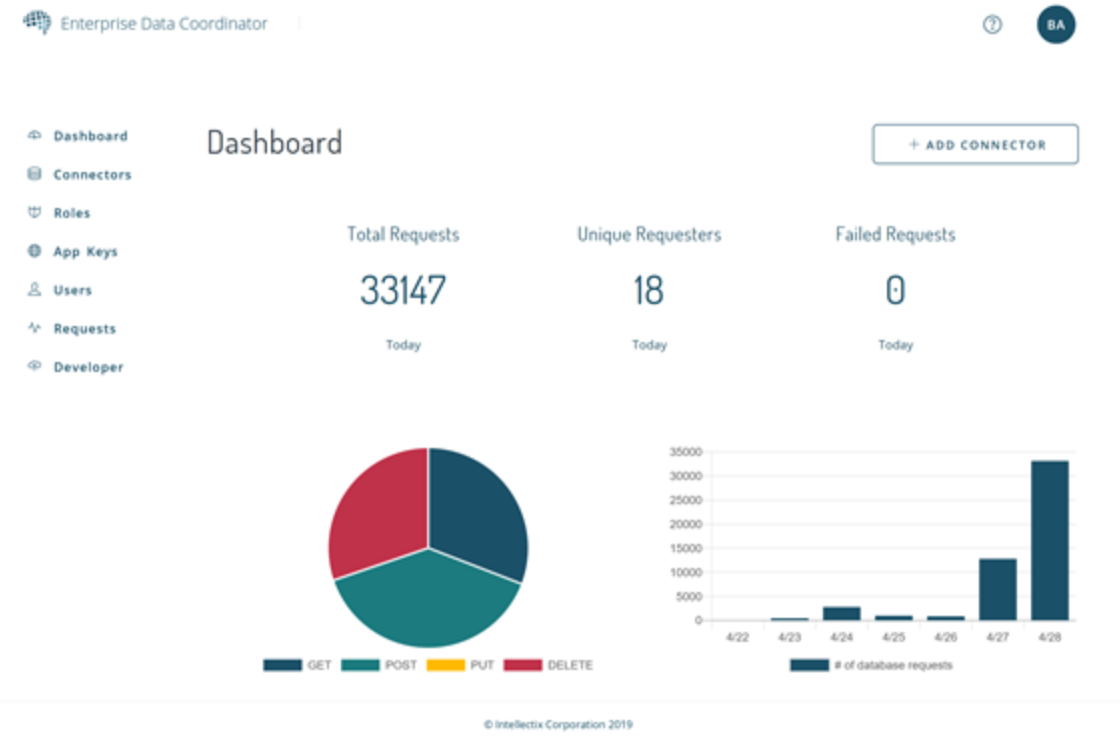 Enterprise Data Coordinator
BA
Dashboard
Connectors
Roles
App Keys
Users
Requests
Developer
Dashboard
+ ADD CONNECTOR
Total Requests
33147
Today
Unique Requesters
18
Today
Failed Requests
0
Today
GET POST PUT DELETE
35000
30000
25000
20000
15000
10000
5000
0
4/22 4/23 4/24 4/25 4/26 4/27 4/28
# of database requests
© Intellectix Corporation 2019